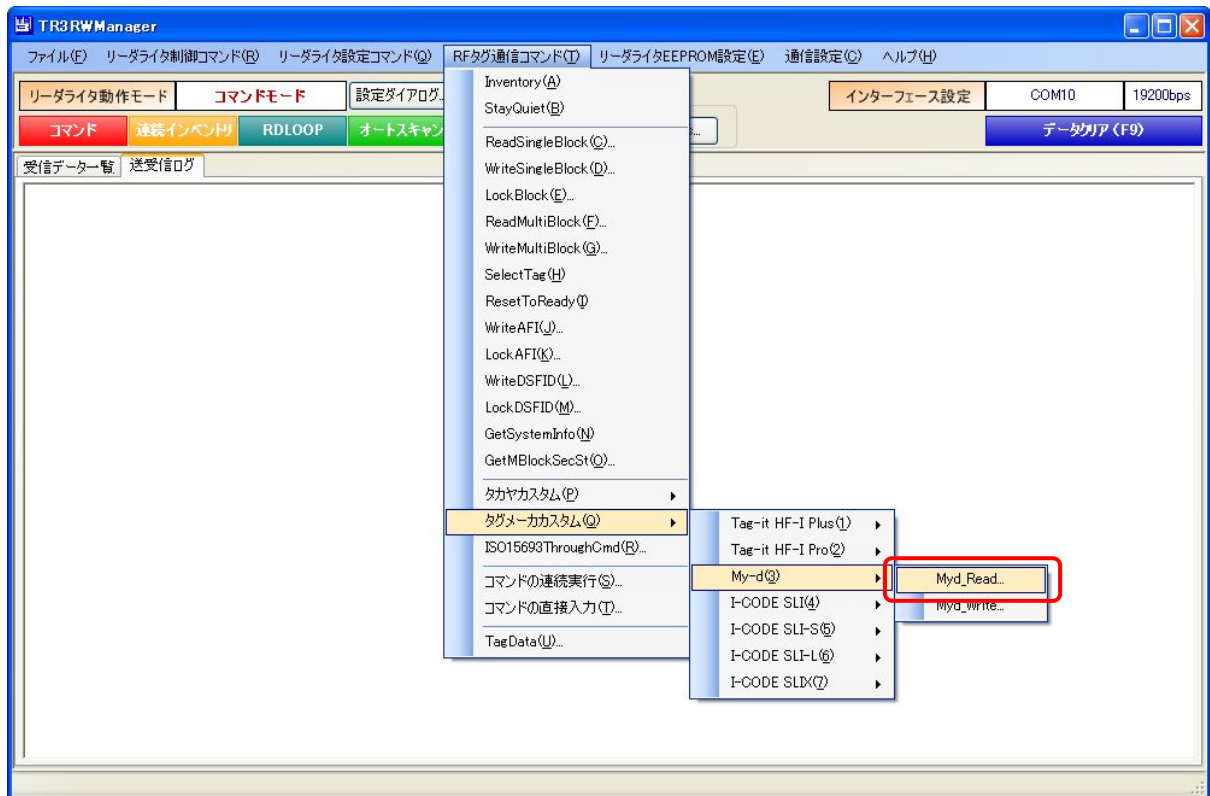 TR3RWManager
ファイル(F) リーダライタ制御コマンド(R) リーダライタ設定コマンド(Q) RFタグ通信コマンド(T) リーダライタEEPROM設定(E) 通信設定(C) ヘルプ(H)
リーダライタ動作モード コマンドモード 設定ダイアログ. インターフェース設定 COM10 19200bps
コマンド 連続インベントリ RDLOOP オートスキャン データクリア(F9)
受信データ一覧 送受信ログ
Inventory(A)
StayQuiet(B)
ReadSingleBlock(C)...
WriteSingleBlock(D)...
LockBlock(E)...
ReadMultiBlock(F)...
WriteMultiBlock(G)...
SelectTag(H)
ResetToReady(I)
WriteAFI(J)...
LockAFI(K)...
WriteDSFID(L)...
LockDSFID(M)...
GetSystemInfo(N)
GetMBlockSecSt(O)...
タカヤカスタム(P)
タグメーカカスタム(Q)
ISO15693ThroughCmd(R)...
コマンドの連続実行(S)...
コマンドの直接入力(T)...
TagData(U)...
Tag-it HF-I Plus(1)
Tag-it HF-I Pro(2)
My-d(3)
I-CODE SLI(4)
I-CODE SLI-S(5)
I-CODE SLI-L(6)
I-CODE SLIX(7)
Myd_Read...
Myd_Write...